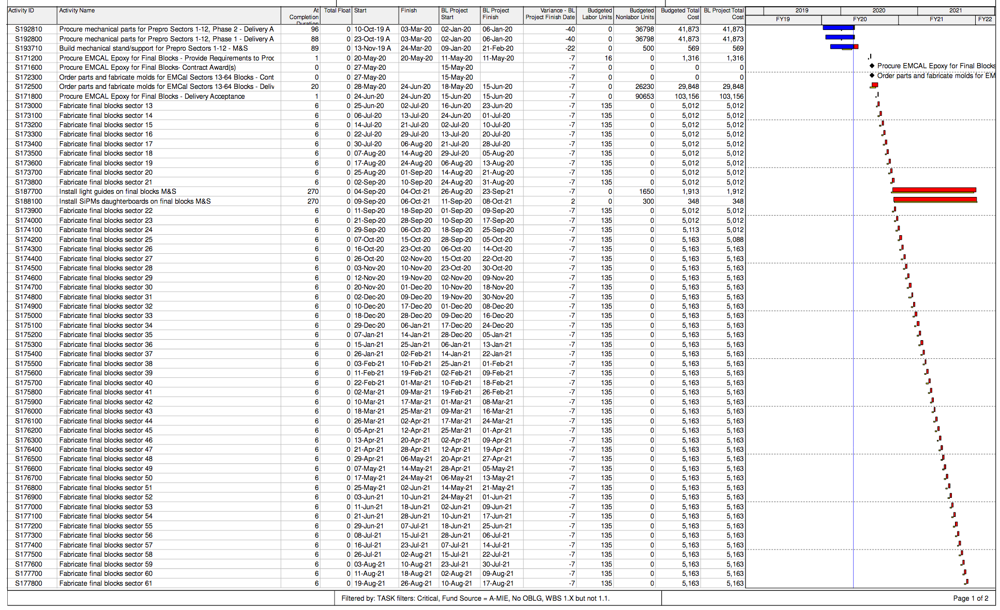 Activity ID Activity Name At Completion Duration Total Float Start Finish BL Project Start BL Project Finish Variance - BL Project Finish Date Budgeted Labor Units Budgeted Nonlabor Units Budgeted Total Cost BL Project Total Cost 2019 2020 2021
FY19 FY20 FY21 FY22
S192810 Procure mechanical parts for Prepro Sectors 1-12, Phase 2 - Delivery A 96 0 10-Oct-19 A 03-Mar-20 02-Jan-20 06-Jan-20 -40 0 36798 41,873 41,873
S192800 Procure mechanical parts for Prepro Sectors 1-12, Phase 1 - Delivery A 88 0 23-Oct-19 A 03-Mar-20 02-Jan-20 06-Jan-20 -40 0 36798 41,873 41,873
S193710 Build mechanical stand/support for Prepro Sectors 1-12 - M&S 89 0 13-Nov-19 A 24-Mar-20 09-Jan-20 21-Feb-20 -22 0 500 569 569
S171200 Procure EMCAL Epoxy for Final Blocks - Provide Requirements to Proc 1 0 20-May-20 20-May-20 11-May-20 11-May-20 -7 16 0 1,316 1,316
S171600 Procure EMCAL Epoxy for Final Blocks- Contract Award(s) 0 0 27-May-20 15-May-20 -7 0 0 0 0 Procure EMCAL Epoxy for Final Blocks
S172300 Order parts and fabricate molds for EMCal Sectors 13-64 Blocks - Cont 0 0 27-May-20 15-May-20 -7 0 0 0 0 Order parts and fabricate molds for EM
S172500 Order parts and fabricate molds for EMCal Sectors 13-64 Blocks - Deliv 20 0 28-May-20 24-Jun-20 18-May-20 15-Jun-20 -7 0 26230 29,848 29,848
S171800 Procure EMCAL Epoxy for Final Blocks - Delivery Acceptance 1 0 24-Jun-20 24-Jun-20 15-Jun-20 15-Jun-20 -7 0 90653 103,156 103,156
S173000 Fabricate final blocks sector 13 6 0 25-Jun-20 02-Jul-20 16-Jun-20 23-Jun-20 -7 135 0 5,012 5,012
S173100 Fabricate final blocks sector 14 6 0 06-Jul-20 13-Jul-20 24-Jun-20 01-Jul-20 -7 135 0 5,012 5,012
S173200 Fabricate final blocks sector 15 6 0 14-Jul-20 21-Jul-20 02-Jul-20 10-Jul-20 -7 135 0 5,012 5,012
S173300 Fabricate final blocks sector 16 6 0 22-Jul-20 29-Jul-20 13-Jul-20 20-Jul-20 -7 135 0 5,012 5,012
S173400 Fabricate final blocks sector 17 6 0 30-Jul-20 06-Aug-20 21-Jul-20 28-Jul-20 -7 135 0 5,012 5,012
S173500 Fabricate final blocks sector 18 6 0 07-Aug-20 14-Aug-20 29-Jul-20 05-Aug-20 -7 135 0 5,012 5,012
S173600 Fabricate final blocks sector 19 6 0 17-Aug-20 24-Aug-20 06-Aug-20 13-Aug-20 -7 135 0 5,012 5,012
S173700 Fabricate final blocks sector 20 6 0 25-Aug-20 01-Sep-20 14-Aug-20 21-Aug-20 -7 135 0 5,012 5,012
S173800 Fabricate final blocks sector 21 6 0 02-Sep-20 10-Sep-20 24-Aug-20 31-Aug-20 -7 135 0 5,012 5,012
S187700 Install light guides on final blocks M&S 270 0 04-Sep-20 04-Oct-21 26-Aug-20 23-Sep-21 -7 0 1650 1,913 1,912
S188100 Install SiPMs daughterboards on final blocks M&S 270 0 09-Sep-20 06-Oct-21 11-Sep-20 08-Oct-21 2 0 300 348 348
S173900 Fabricate final blocks sector 22 6 0 11-Sep-20 18-Sep-20 01-Sep-20 09-Sep-20 -7 135 0 5,012 5,012
S174000 Fabricate final blocks sector 23 6 0 21-Sep-20 28-Sep-20 10-Sep-20 17-Sep-20 -7 135 0 5,012 5,012
S174100 Fabricate final blocks sector 24 6 0 29-Sep-20 06-Oct-20 18-Sep-20 25-Sep-20 -7 135 0 5,113 5,012
S174200 Fabricate final blocks sector 25 6 0 07-Oct-20 15-Oct-20 28-Sep-20 05-Oct-20 -7 135 0 5,163 5,088
S174300 Fabricate final blocks sector 26 6 0 16-Oct-20 23-Oct-20 06-Oct-20 14-Oct-20 -7 135 0 5,163 5,163
S174400 Fabricate final blocks sector 27 6 0 26-Oct-20 02-Nov-20 15-Oct-20 22-Oct-20 -7 135 0 5,163 5,163
S174500 Fabricate final blocks sector 28 6 0 03-Nov-20 10-Nov-20 23-Oct-20 30-Oct-20 -7 135 0 5,163 5,163
S174600 Fabricate final blocks sector 29 6 0 12-Nov-20 19-Nov-20 02-Nov-20 09-Nov-20 -7 135 0 5,163 5,163
S174700 Fabricate final blocks sector 30 6 0 20-Nov-20 01-Dec-20 10-Nov-20 18-Nov-20 -7 135 0 5,163 5,163
S174800 Fabricate final blocks sector 31 6 0 02-Dec-20 09-Dec-20 19-Nov-20 30-Nov-20 -7 135 0 5,163 5,163
S174900 Fabricate final blocks sector 32 6 0 10-Dec-20 17-Dec-20 01-Dec-20 08-Dec-20 -7 135 0 5,163 5,163
S175000 Fabricate final blocks sector 33 6 0 18-Dec-20 28-Dec-20 09-Dec-20 16-Dec-20 -7 135 0 5,163 5,163
S175100 Fabricate final blocks sector 34 6 0 29-Dec-20 06-Jan-21 17-Dec-20 24-Dec-20 -7 135 0 5,163 5,163
S175200 Fabricate final blocks sector 35 6 0 07-Jan-21 14-Jan-21 28-Dec-20 05-Jan-21 -7 135 0 5,163 5,163
S175300 Fabricate final blocks sector 36 6 0 15-Jan-21 25-Jan-21 06-Jan-21 13-Jan-21 -7 135 0 5,163 5,163
S175400 Fabricate final blocks sector 37 6 0 26-Jan-21 02-Feb-21 14-Jan-21 22-Jan-21 -7 135 0 5,163 5,163
S175500 Fabricate final blocks sector 38 6 0 03-Feb-21 10-Feb-21 25-Jan-21 01-Feb-21 -7 135 0 5,163 5,163
S175600 Fabricate final blocks sector 39 6 0 11-Feb-21 19-Feb-21 02-Feb-21 09-Feb-21 -7 135 0 5,163 5,163
S175700 Fabricate final blocks sector 40 6 0 22-Feb-21 01-Mar-21 10-Feb-21 18-Feb-21 -7 135 0 5,163 5,163
S175800 Fabricate final blocks sector 41 6 0 02-Mar-21 09-Mar-21 19-Feb-21 26-Feb-21 -7 135 0 5,163 5,163
S175900 Fabricate final blocks sector 42 6 0 10-Mar-21 17-Mar-21 01-Mar-21 08-Mar-21 -7 135 0 5,163 5,163
S176000 Fabricate final blocks sector 43 6 0 18-Mar-21 25-Mar-21 09-Mar-21 16-Mar-21 -7 135 0 5,163 5,163
S176100 Fabricate final blocks sector 44 6 0 26-Mar-21 02-Apr-21 17-Mar-21 24-Mar-21 -7 135 0 5,163 5,163
S176200 Fabricate final blocks sector 45 6 0 05-Apr-21 12-Apr-21 25-Mar-21 01-Apr-21 -7 135 0 5,163 5,163
S176300 Fabricate final blocks sector 46 6 0 13-Apr-21 20-Apr-21 02-Apr-21 09-Apr-21 -7 135 0 5,163 5,163
S176400 Fabricate final blocks sector 47 6 0 21-Apr-21 28-Apr-21 12-Apr-21 19-Apr-21 -7 135 0 5,163 5,163
S176500 Fabricate final blocks sector 48 6 0 29-Apr-21 06-May-21 20-Apr-21 27-Apr-21 -7 135 0 5,163 5,163
S176600 Fabricate final blocks sector 49 6 0 07-May-21 14-May-21 28-Apr-21 05-May-21 -7 135 0 5,163 5,163
S176700 Fabricate final blocks sector 50 6 0 17-May-21 24-May-21 06-May-21 13-May-21 -7 135 0 5,163 5,163
S176800 Fabricate final blocks sector 51 6 0 25-May-21 02-Jun-21 14-May-21 21-May-21 -7 135 0 5,163 5,163
S176900 Fabricate final blocks sector 52 6 0 03-Jun-21 10-Jun-21 24-May-21 01-Jun-21 -7 135 0 5,163 5,163
S177000 Fabricate final blocks sector 53 6 0 11-Jun-21 18-Jun-21 02-Jun-21 09-Jun-21 -7 135 0 5,163 5,163
S177100 Fabricate final blocks sector 54 6 0 21-Jun-21 28-Jun-21 10-Jun-21 17-Jun-21 -7 135 0 5,163 5,163
S177200 Fabricate final blocks sector 55 6 0 29-Jun-21 07-Jul-21 18-Jun-21 25-Jun-21 -7 135 0 5,163 5,163
S177300 Fabricate final blocks sector 56 6 0 08-Jul-21 15-Jul-21 28-Jun-21 06-Jul-21 -7 135 0 5,163 5,163
S177400 Fabricate final blocks sector 57 6 0 16-Jul-21 23-Jul-21 07-Jul-21 14-Jul-21 -7 135 0 5,163 5,163
S177500 Fabricate final blocks sector 58 6 0 26-Jul-21 02-Aug-21 15-Jul-21 22-Jul-21 -7 135 0 5,163 5,163
S177600 Fabricate final blocks sector 59 6 0 03-Aug-21 10-Aug-21 23-Jul-21 30-Jul-21 -7 135 0 5,163 5,163
S177700 Fabricate final blocks sector 60 6 0 11-Aug-21 18-Aug-21 02-Aug-21 09-Aug-21 -7 135 0 5,163 5,163
S177800 Fabricate final blocks sector 61 6 0 19-Aug-21 26-Aug-21 10-Aug-21 17-Aug-21 -7 135 0 5,163 5,163
Filtered by: TASK filters: Critical, Fund Source = A-MIE, No OBLG, WBS 1.X but not 1.1. Page 1 of 2